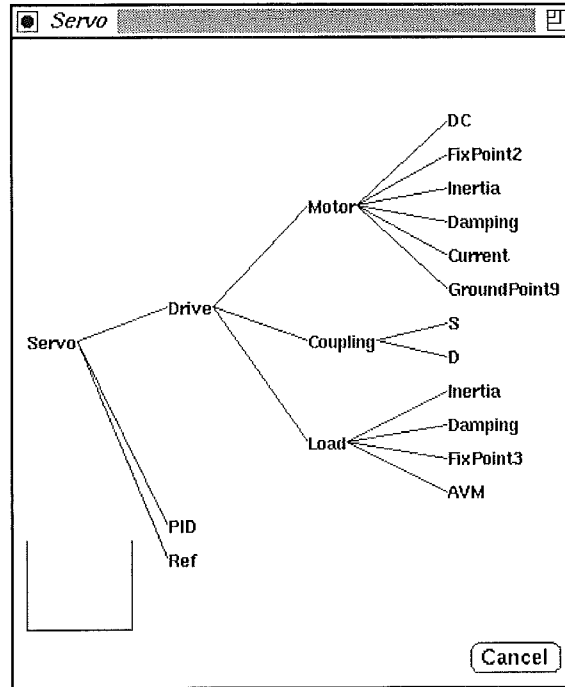 Servo
DC
FixPoint2
Inertia
Motor
Damping
Current
GroundPoint9
Drive
S
Servo
Coupling
D
Inertia
Damping
Load
FixPoint3
AVM
PID
Ref
Cancel